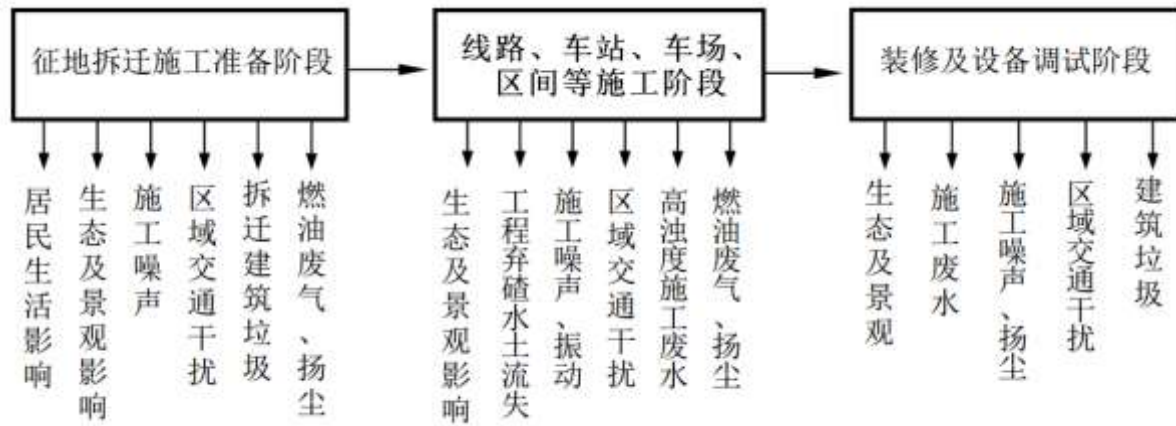 征地拆迁施工准备阶段
线路、车站、车场、
区间等施工阶段
装修及设备调试阶段
居民生活影响
生态及景观影响
施工噪声
区域交通干扰
拆迁建筑垃圾
燃油废气、扬尘
生态及景观影响
工程弃碴水土流失
施工噪声、振动
区域交通干扰
高浊度施工废水
燃油废气、扬尘
生态及景观
施工废水
施工噪声、扬尘
区域交通干扰
建筑垃圾